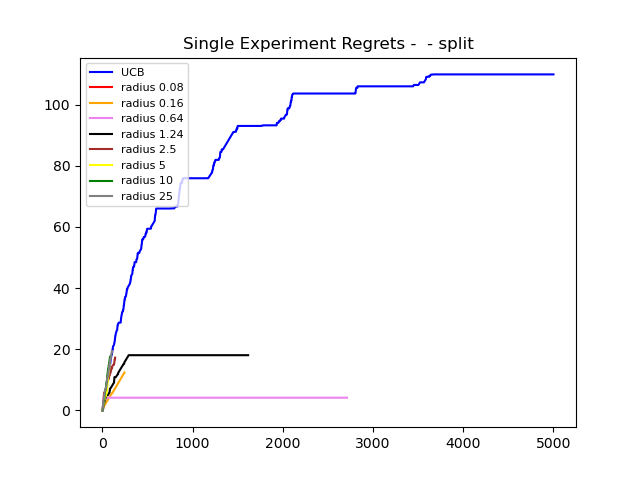 Single Experiment Regrets -  - split
UCB
radius 0.08
radius 0.16
radius 0.64
radius 1.24
radius 2.5
radius 5
radius 10
radius 25
100
80
60
40
20
0
0 1000 2000 3000 4000 5000